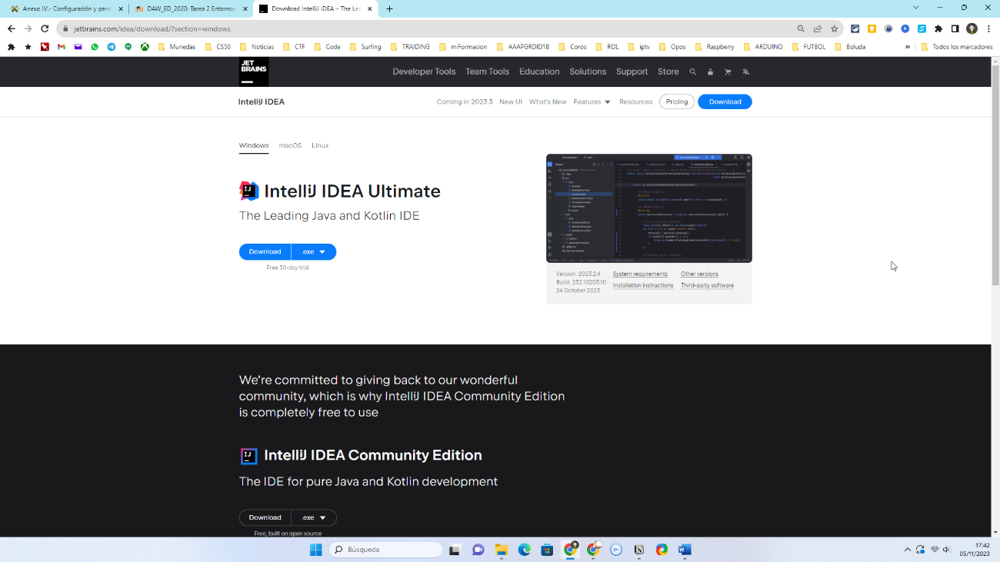 Anexo IV.- Configuración y pers
DAW_ED_2020: Tarea 2 Entorno
Download IntelliJ IDEA – The Le
jetbrains.com/idea/download/?section=windows
Muriedas
CS50
Noticias
CTF
Code
Surfing
TRAIDING
miFormacion
AAAPGRDID18
Coros
ROL
iptv
Opos
Raspberry
ARDUINO
FUTBOL
Boluda
»
Todos los marcadores
JET
BRAINS
Developer Tools
Team Tools
Education
Solutions
Support
Store
IntelliJ IDEA
Coming in 2023.3
New UI
What's New
Features
Resources
Pricing
Download
Windows
macOS
Linux
IJ
IntelliJ IDEA Ultimate
The Leading Java and Kotlin IDE
Download
.exe
Free 30-day trial
Version: 2023.2.4
Build: 232.10203.10
24 October 2023
System requirements
Installation instructions
Other versions
Third-party software
We're committed to giving back to our wonderful
community, which is why IntelliJ IDEA Community Edition
is completely free to use
IJ
IntelliJ IDEA Community Edition
The IDE for pure Java and Kotlin development
Download
.exe
Free, built on open source
Búsqueda
17:42
05/11/2023